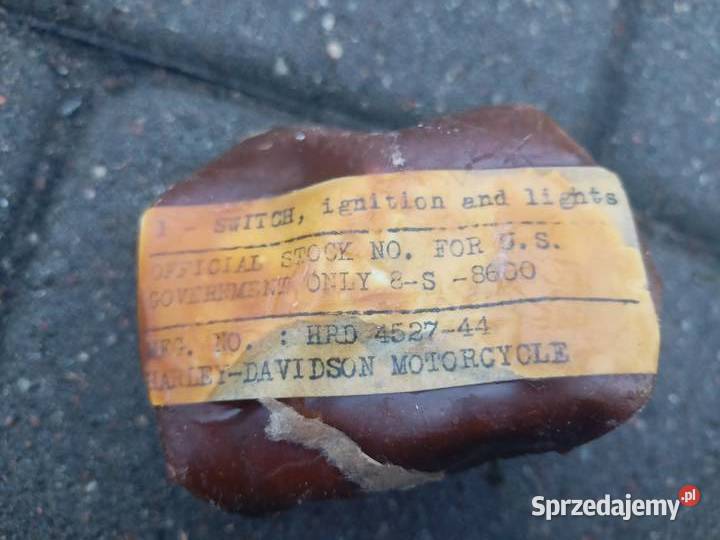 1 - SWITCH, ignition and lights
OFFICIAL STOCK NO. FOR U.S.
GOVERNMENT ONLY 8-S -8600
MFG. NO. : HRD 4527-44
HARLEY-DAVIDSON MOTORCYCLE
Sprzedajemy.pl